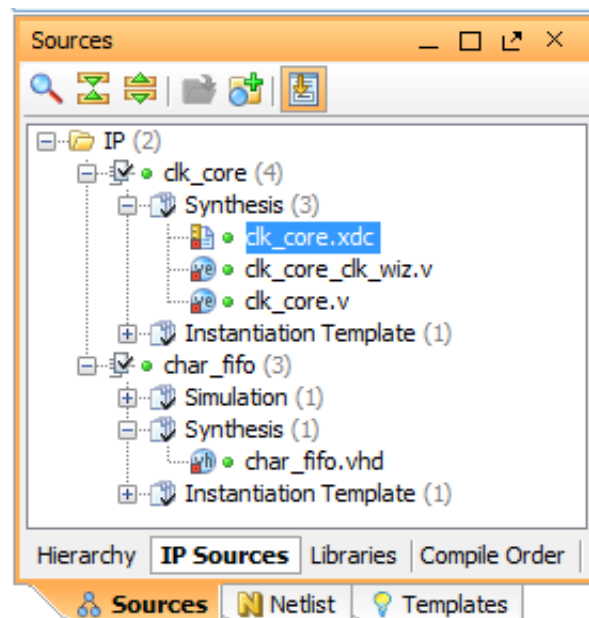 Sources
IP (2)
clk_core (4)
Synthesis (3)
clk_core.xdc
clk_core_clk_wiz.v
clk_core.v
Instantiation Template (1)
char_fifo (3)
Simulation (1)
Synthesis (1)
char_fifo.vhd
Instantiation Template (1)
Hierarchy IP Sources Libraries Compile Order
Sources Netlist Templates